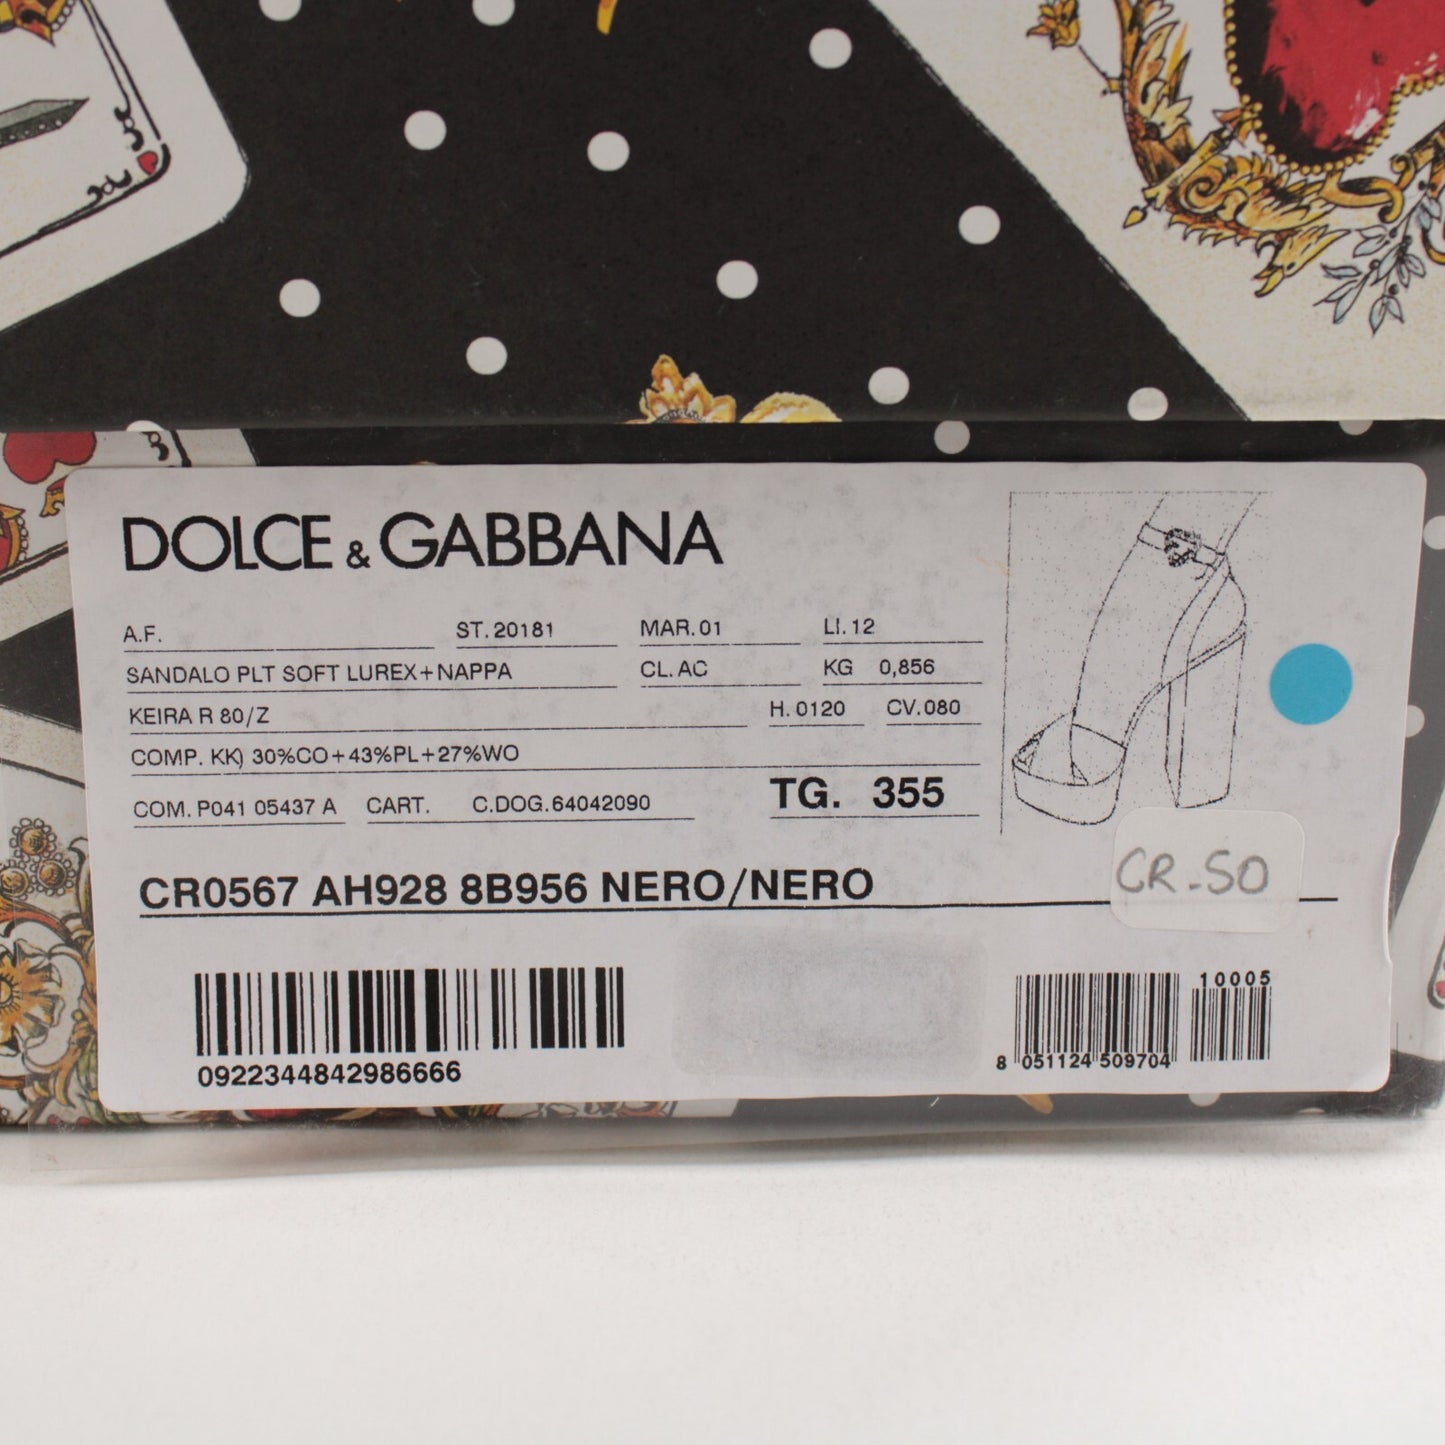 DOLCE & GABBANA
A.F. ST. 20181 MAR. 01 LI. 12
SANDALO PLT SOFT LUREX+NAPPA CL. AC KG 0,856
KEIRA R 80/Z H. 0120 CV. 080
COMP. KK) 30%CO+43%PL+27%WO
COM. P041 05437 A CART. C.DOG. 64042090 TG. 355
CR0567 AH928 8B956 NERO/NERO
CR-50
0922344842986666
10005
8 051124 509704